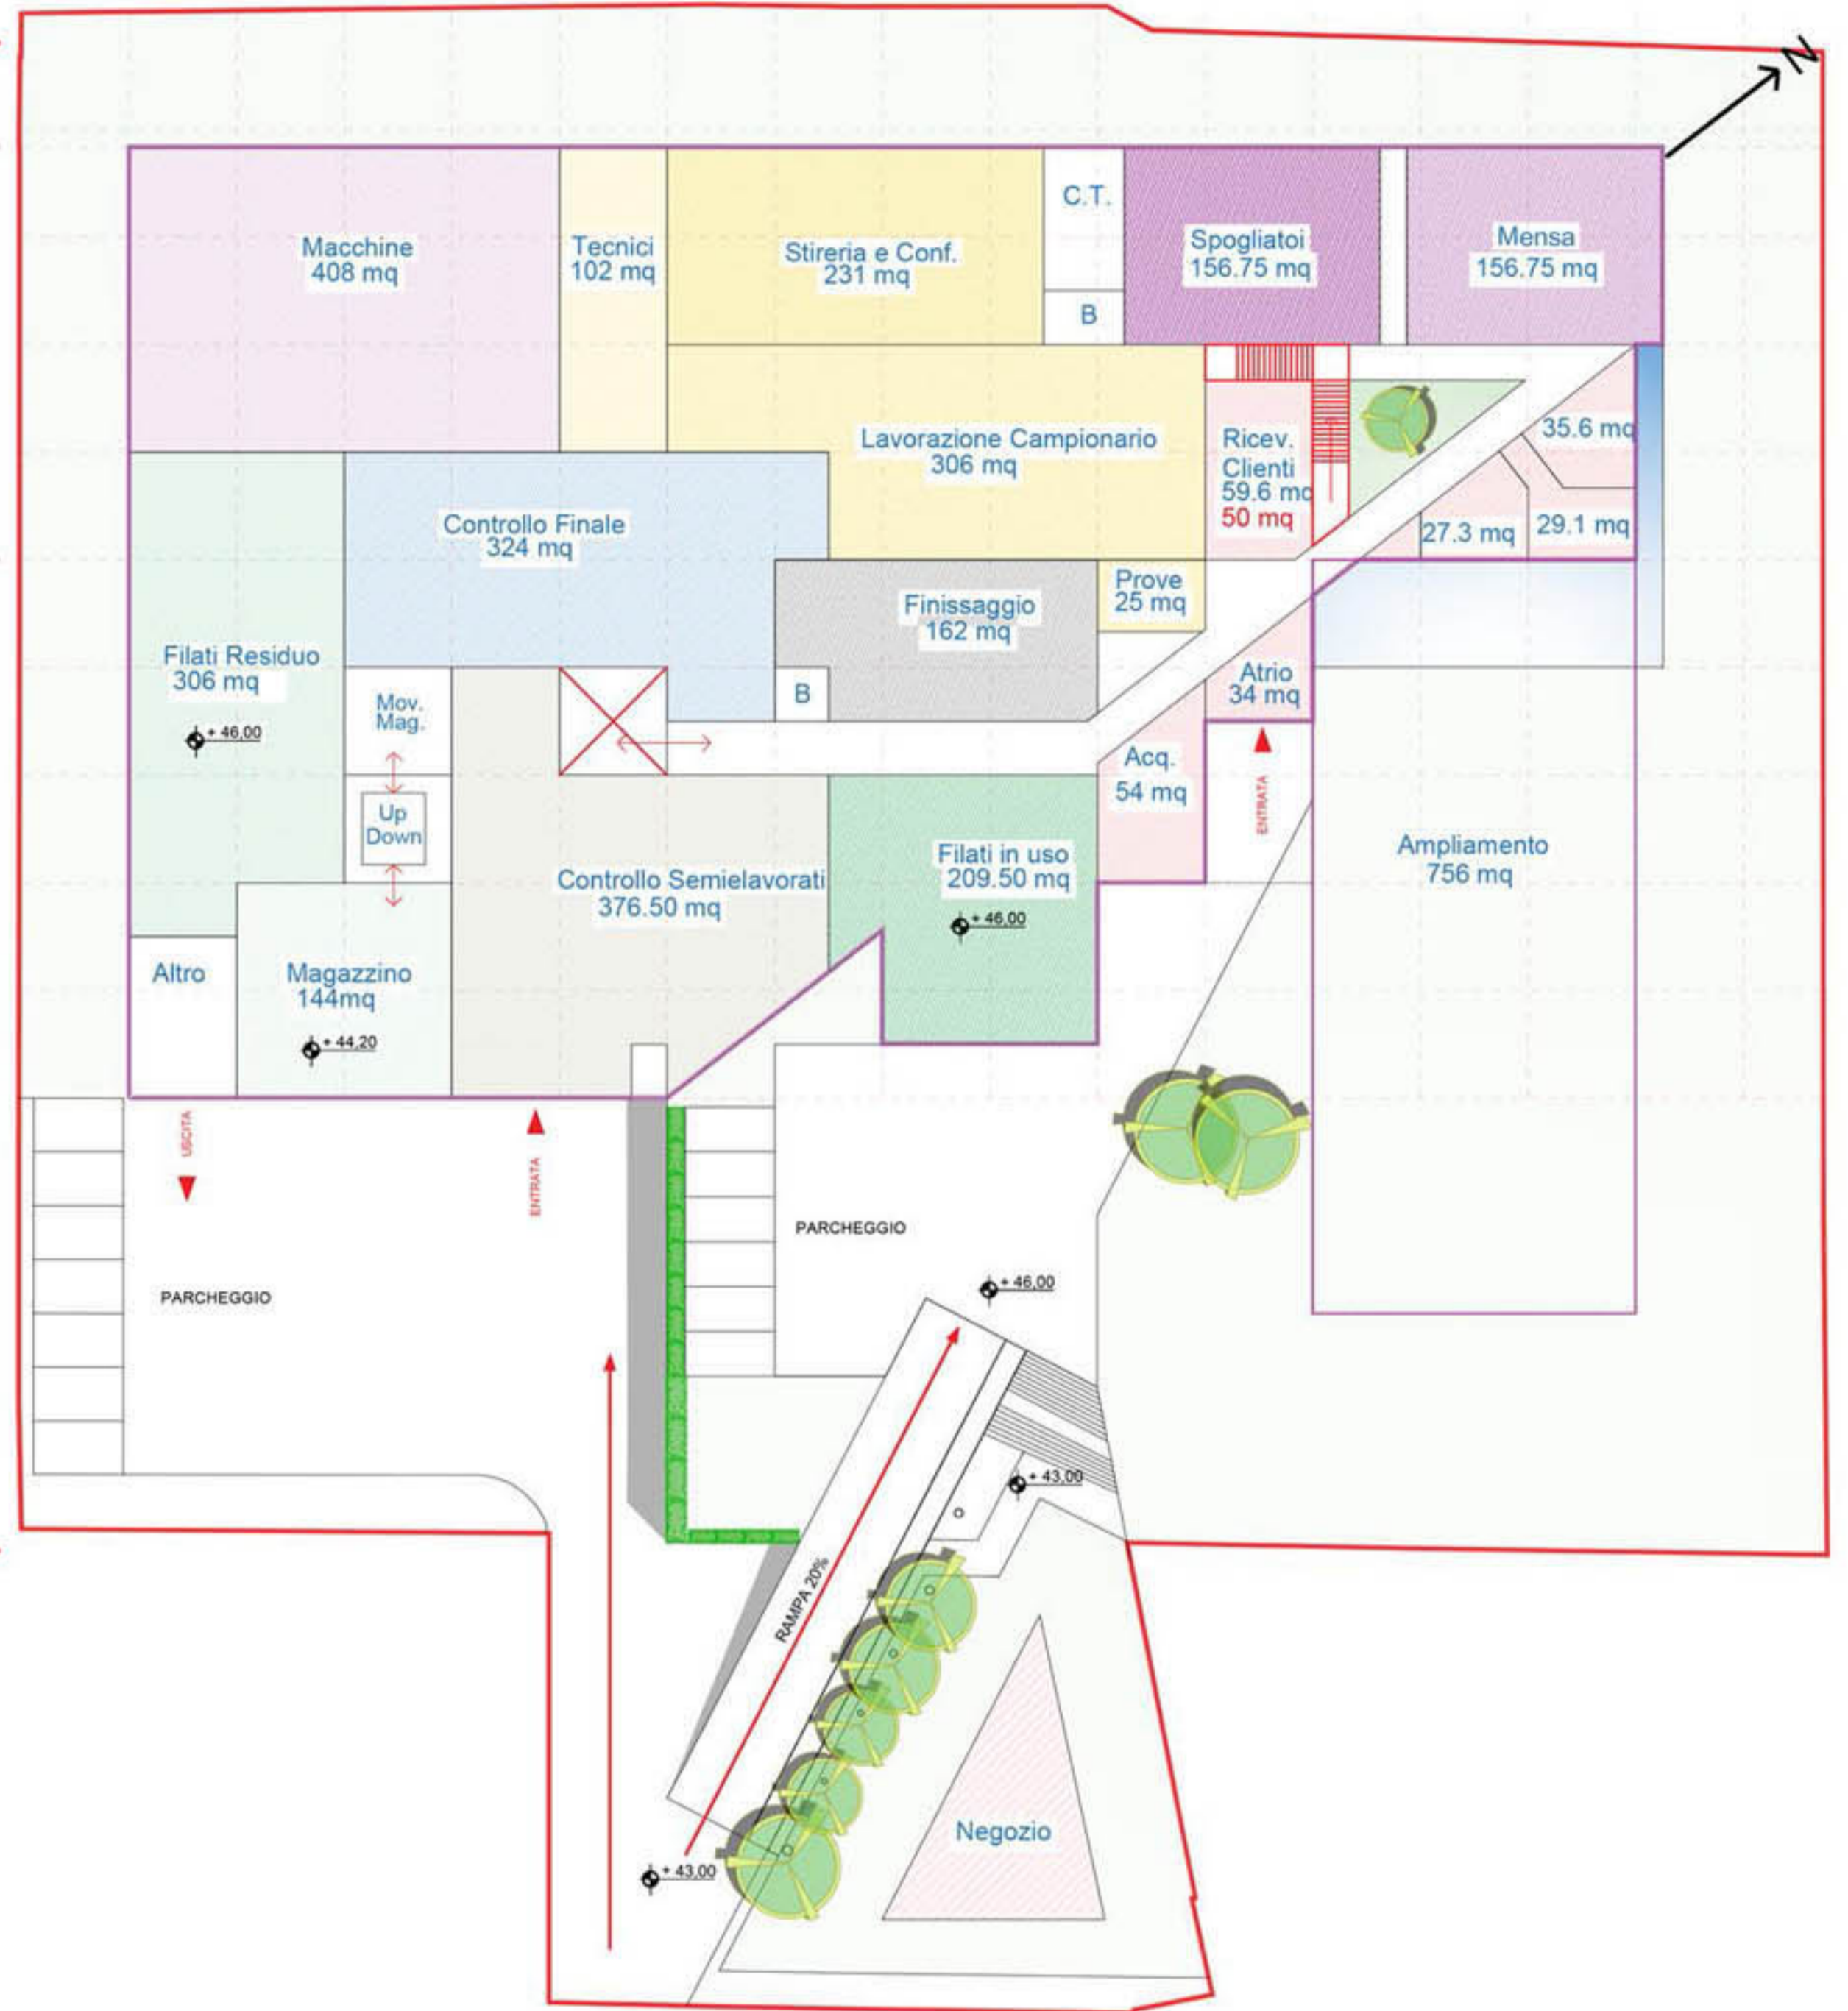 N
Macchine
408 mq
Tecnici
102 mq
Stireria e Conf.
231 mq
C.T.
B
Spogliatoi
156.75 mq
Mensa
156.75 mq
Lavorazione Campionario
306 mq
Ricev.
Clienti
59.6 mq
50 mq
35.6 mq
27.3 mq
29.1 mq
Controllo Finale
324 mq
Finissaggio
162 mq
Prove
25 mq
Filati Residuo
306 mq
+ 46,00
Mov.
Mag.
B
Atrio
34 mq
Acq.
54 mq
ENTRATA
Up
Down
Controllo Semielavorati
376.50 mq
Filati in uso
209.50 mq
+ 46,00
Ampliamento
756 mq
Altro
Magazzino
144mq
+ 44,20
USCITA
ENTRATA
PARCHEGGIO
PARCHEGGIO
+ 46,00
+ 43,00
RAMPA 20%
Negozio
+ 43,00